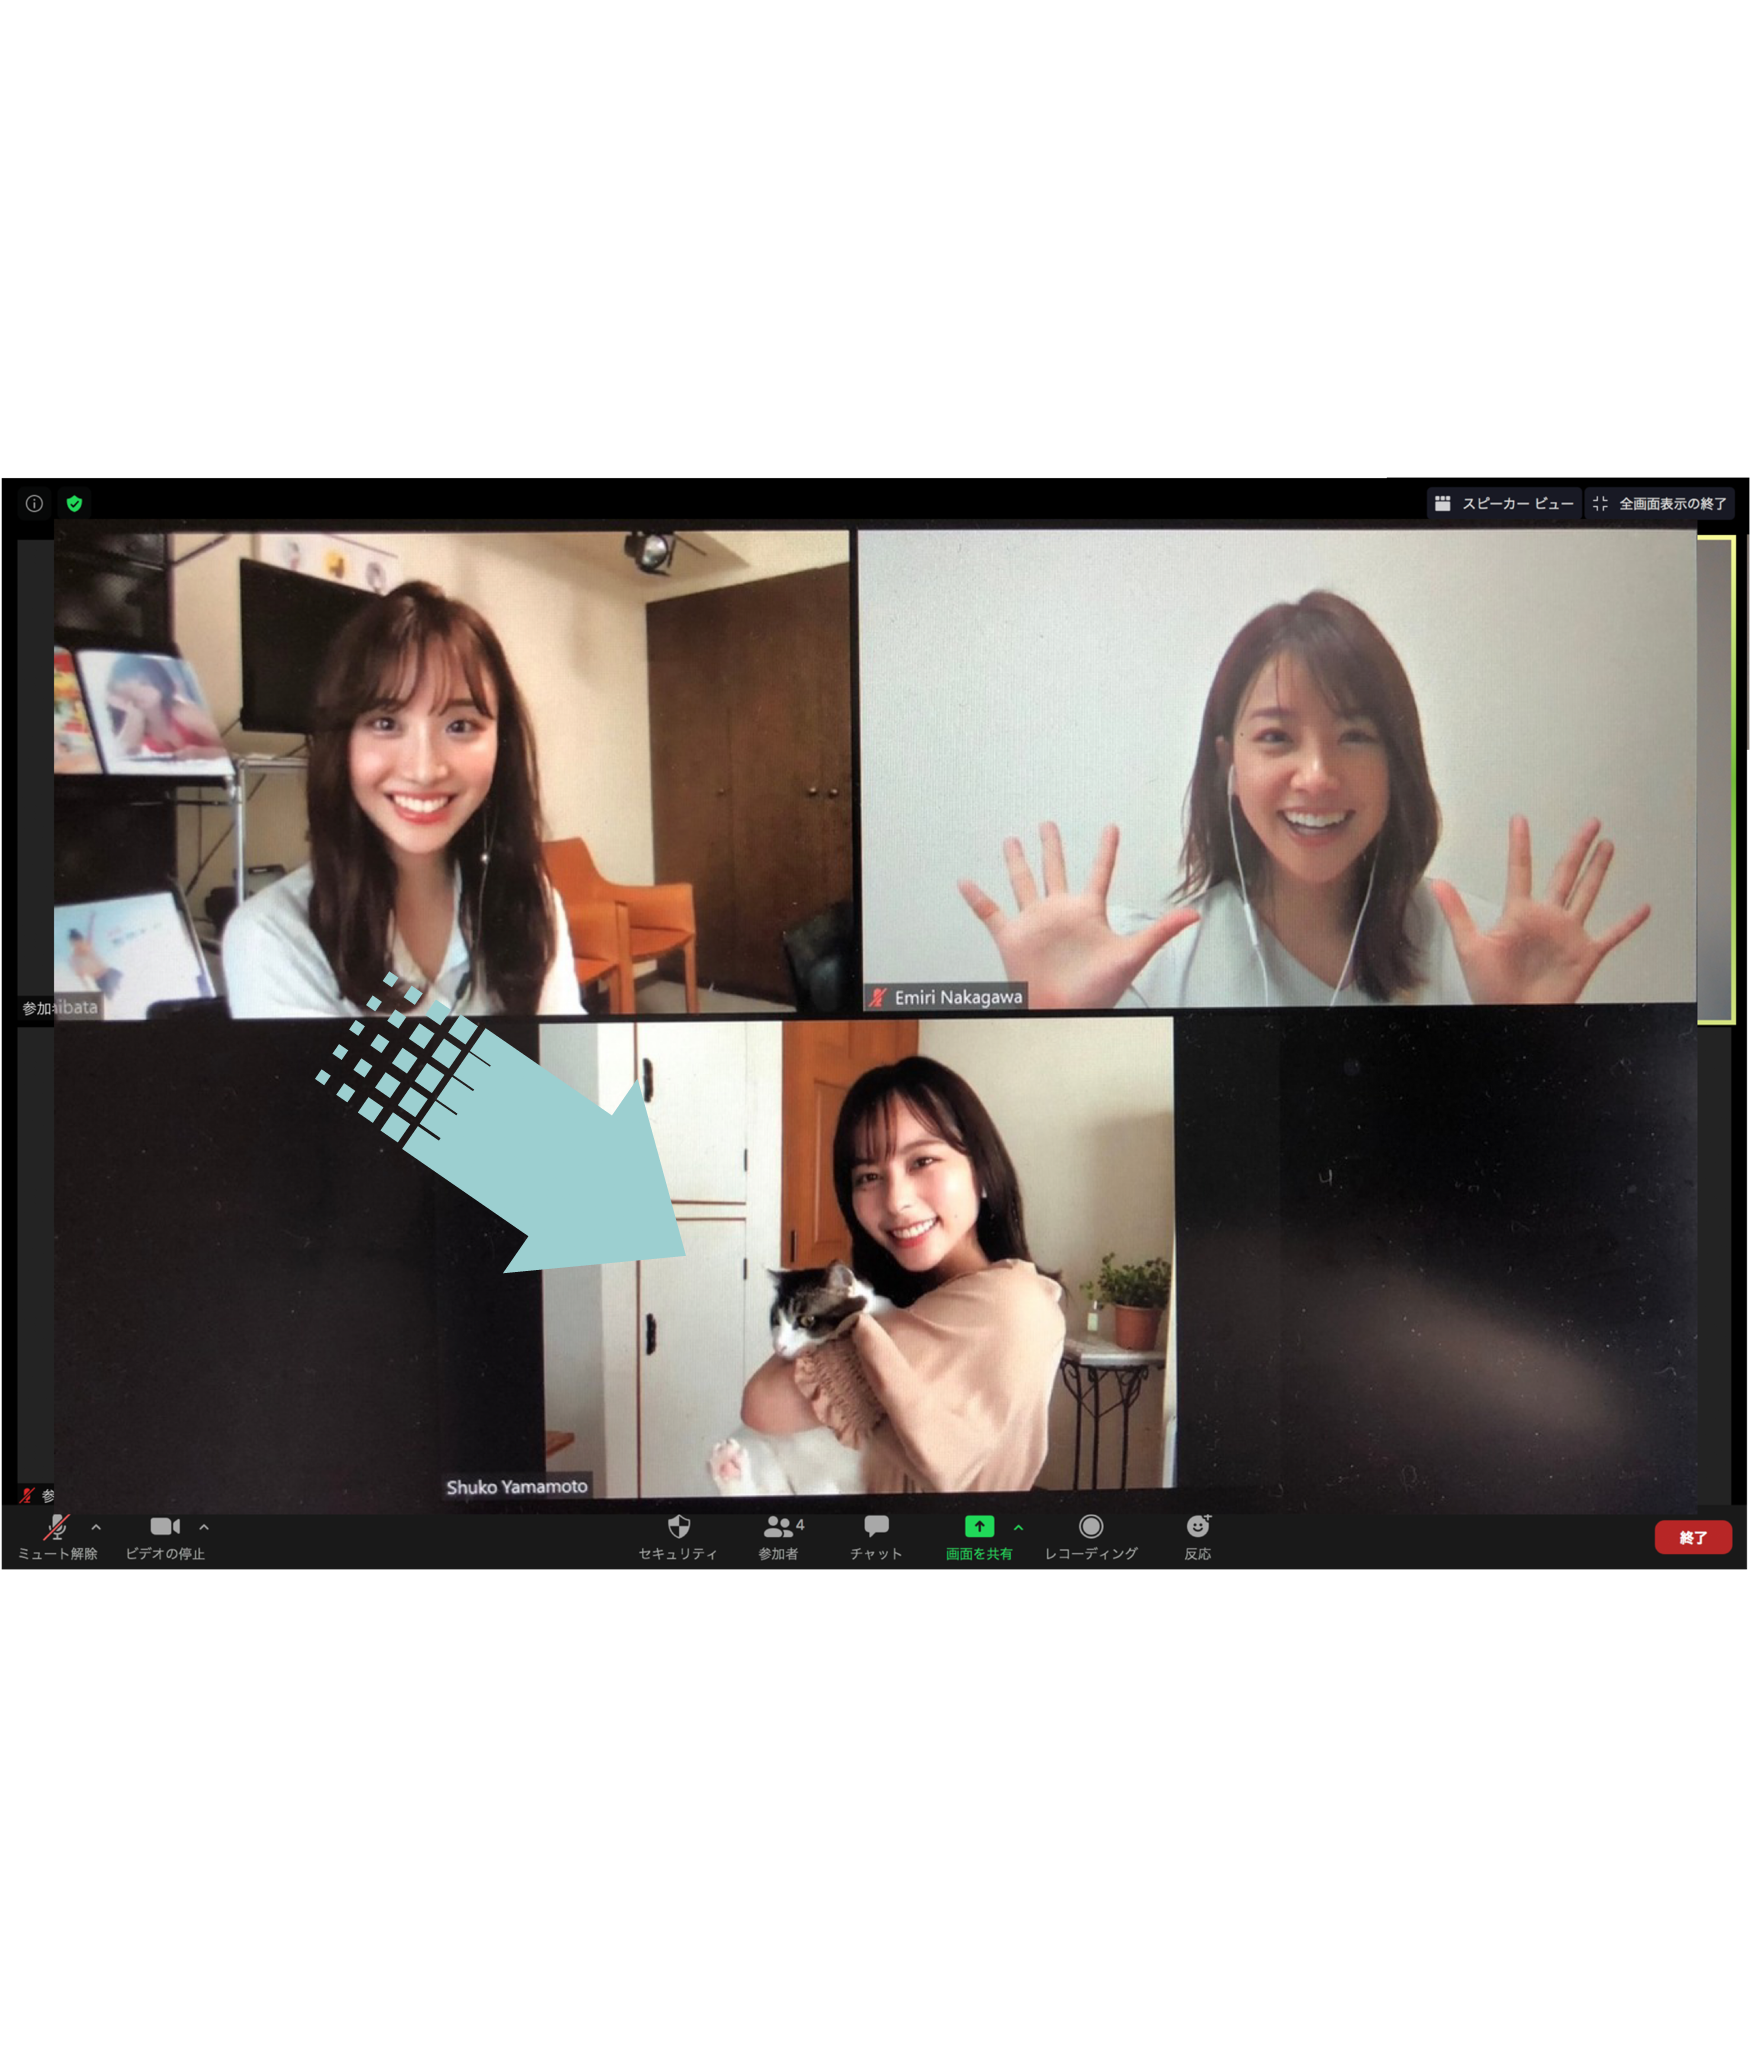 スピーカー ビュー
全画面表示の終了
参加
ibata
Emiri Nakagawa
Shuko Yamamoto
参
ミュート解除
ビデオの停止
セキュリティ
4
参加者
チャット
画面を共有
レコーディング
反応
終了